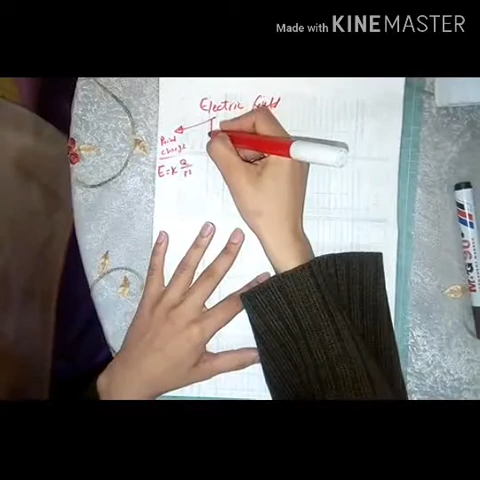 Made with KINEMASTER
Electric field
Point
charge
E = K Q/r²